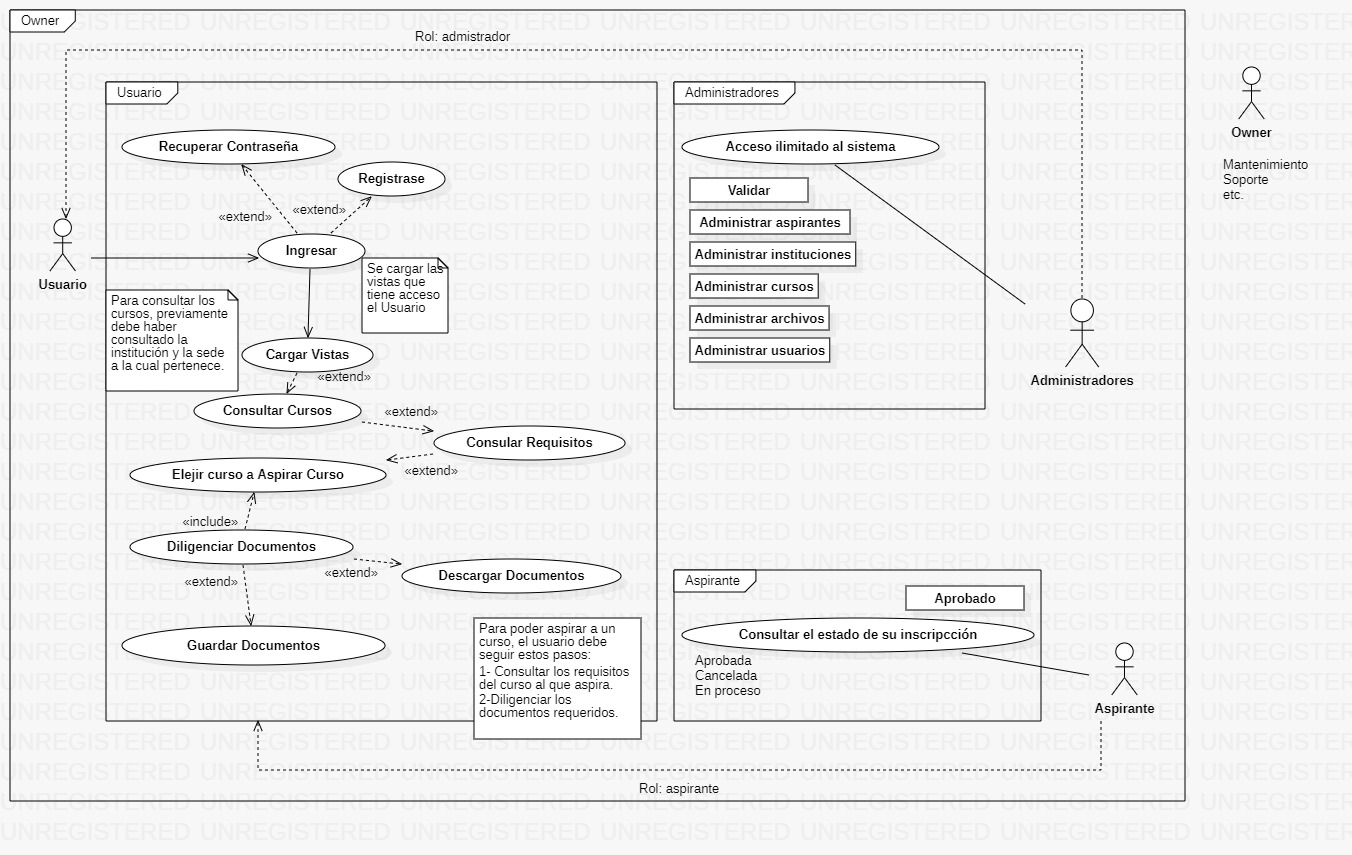 Owner
Rol: admistrador
Usuario
Recuperar Contraseña
Registrase
«extend»
«extend»
Ingresar
Usuario
Se cargar las
vistas que
tiene acceso
el Usuario
Para consultar los
cursos, previamente
debe haber
consultado la
institución y la sede
a la cual pertenece.
Cargar Vistas
«extend»
Consultar Cursos
«extend»
Consular Requisitos
«extend»
Elejir curso a Aspirar Curso
«include»
Diligenciar Documentos
«extend»
«extend»
Descargar Documentos
Guardar Documentos
Para poder aspirar a un
curso, el usuario debe
seguir estos pasos:
1- Consultar los requisitos
del curso al que aspira.
2-Diligenciar los
documentos requeridos.
Administradores
Acceso ilimitado al sistema
Validar
Administrar aspirantes
Administrar instituciones
Administrar cursos
Administrar archivos
Administrar usuarios
Administradores
Owner
Mantenimiento
Soporte
etc.
Aspirante
Aprobado
Consultar el estado de su inscripcción
Aprobada
Cancelada
En proceso
Aspirante
Rol: aspirante
UNREGISTERED